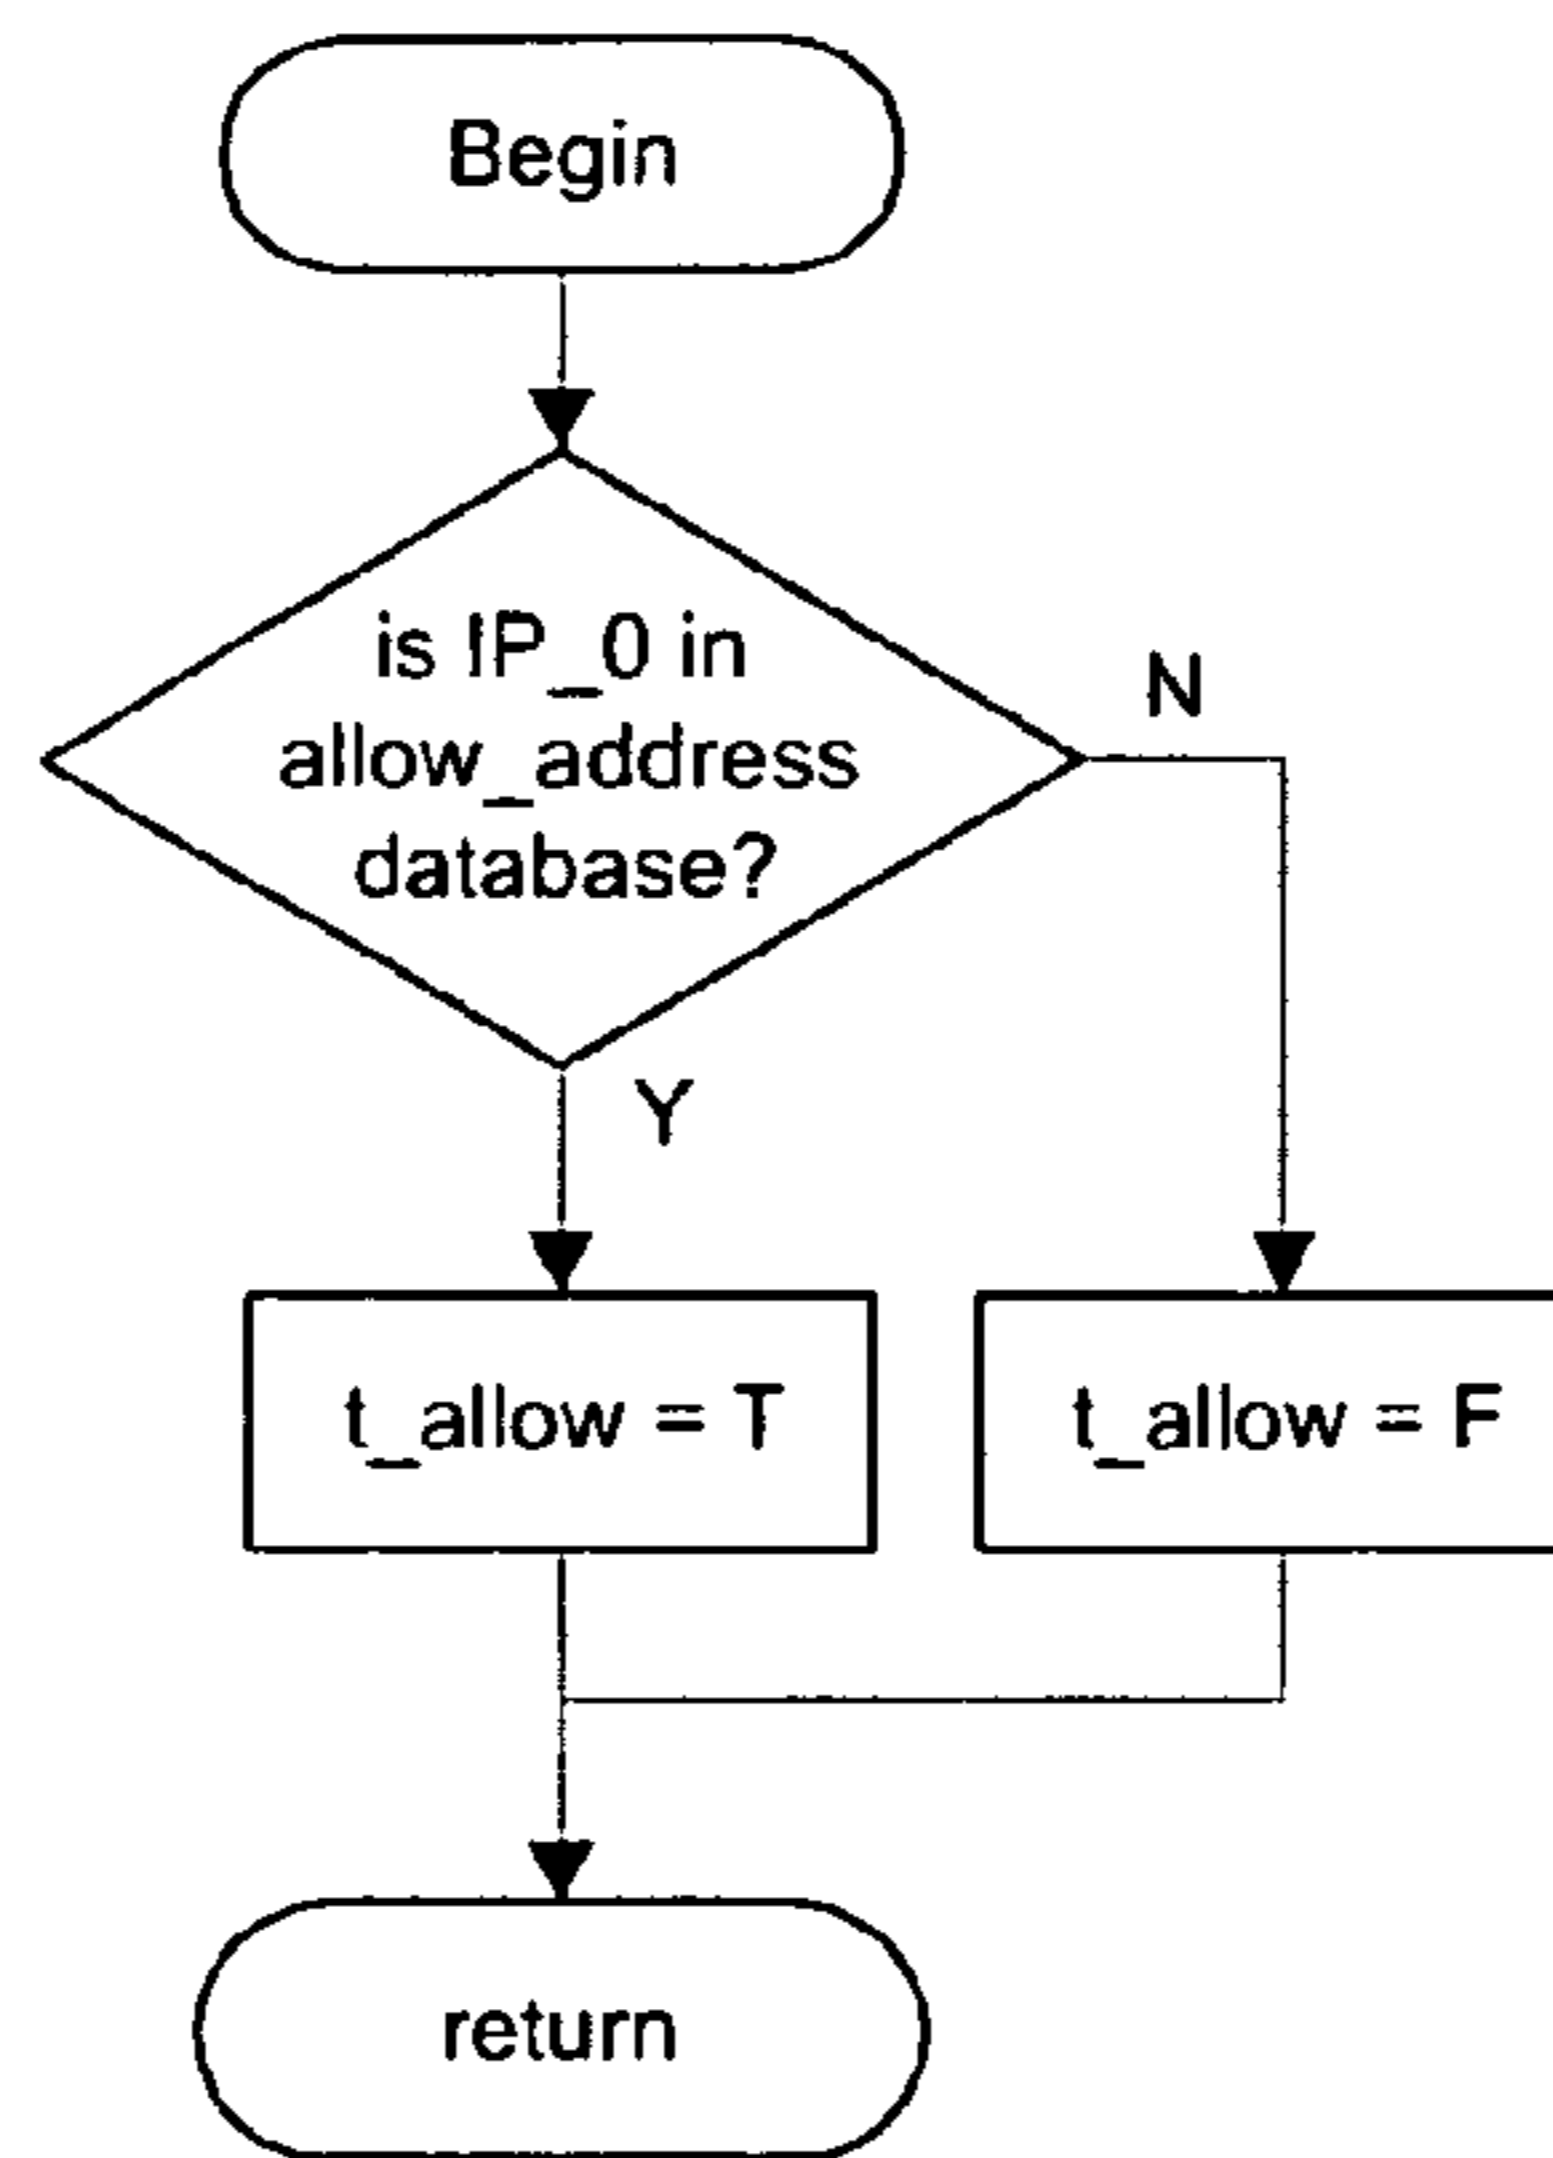 Begin
is IP_0 in
allow_address
database?
N
Y
t_allow = T
t_allow = F
return